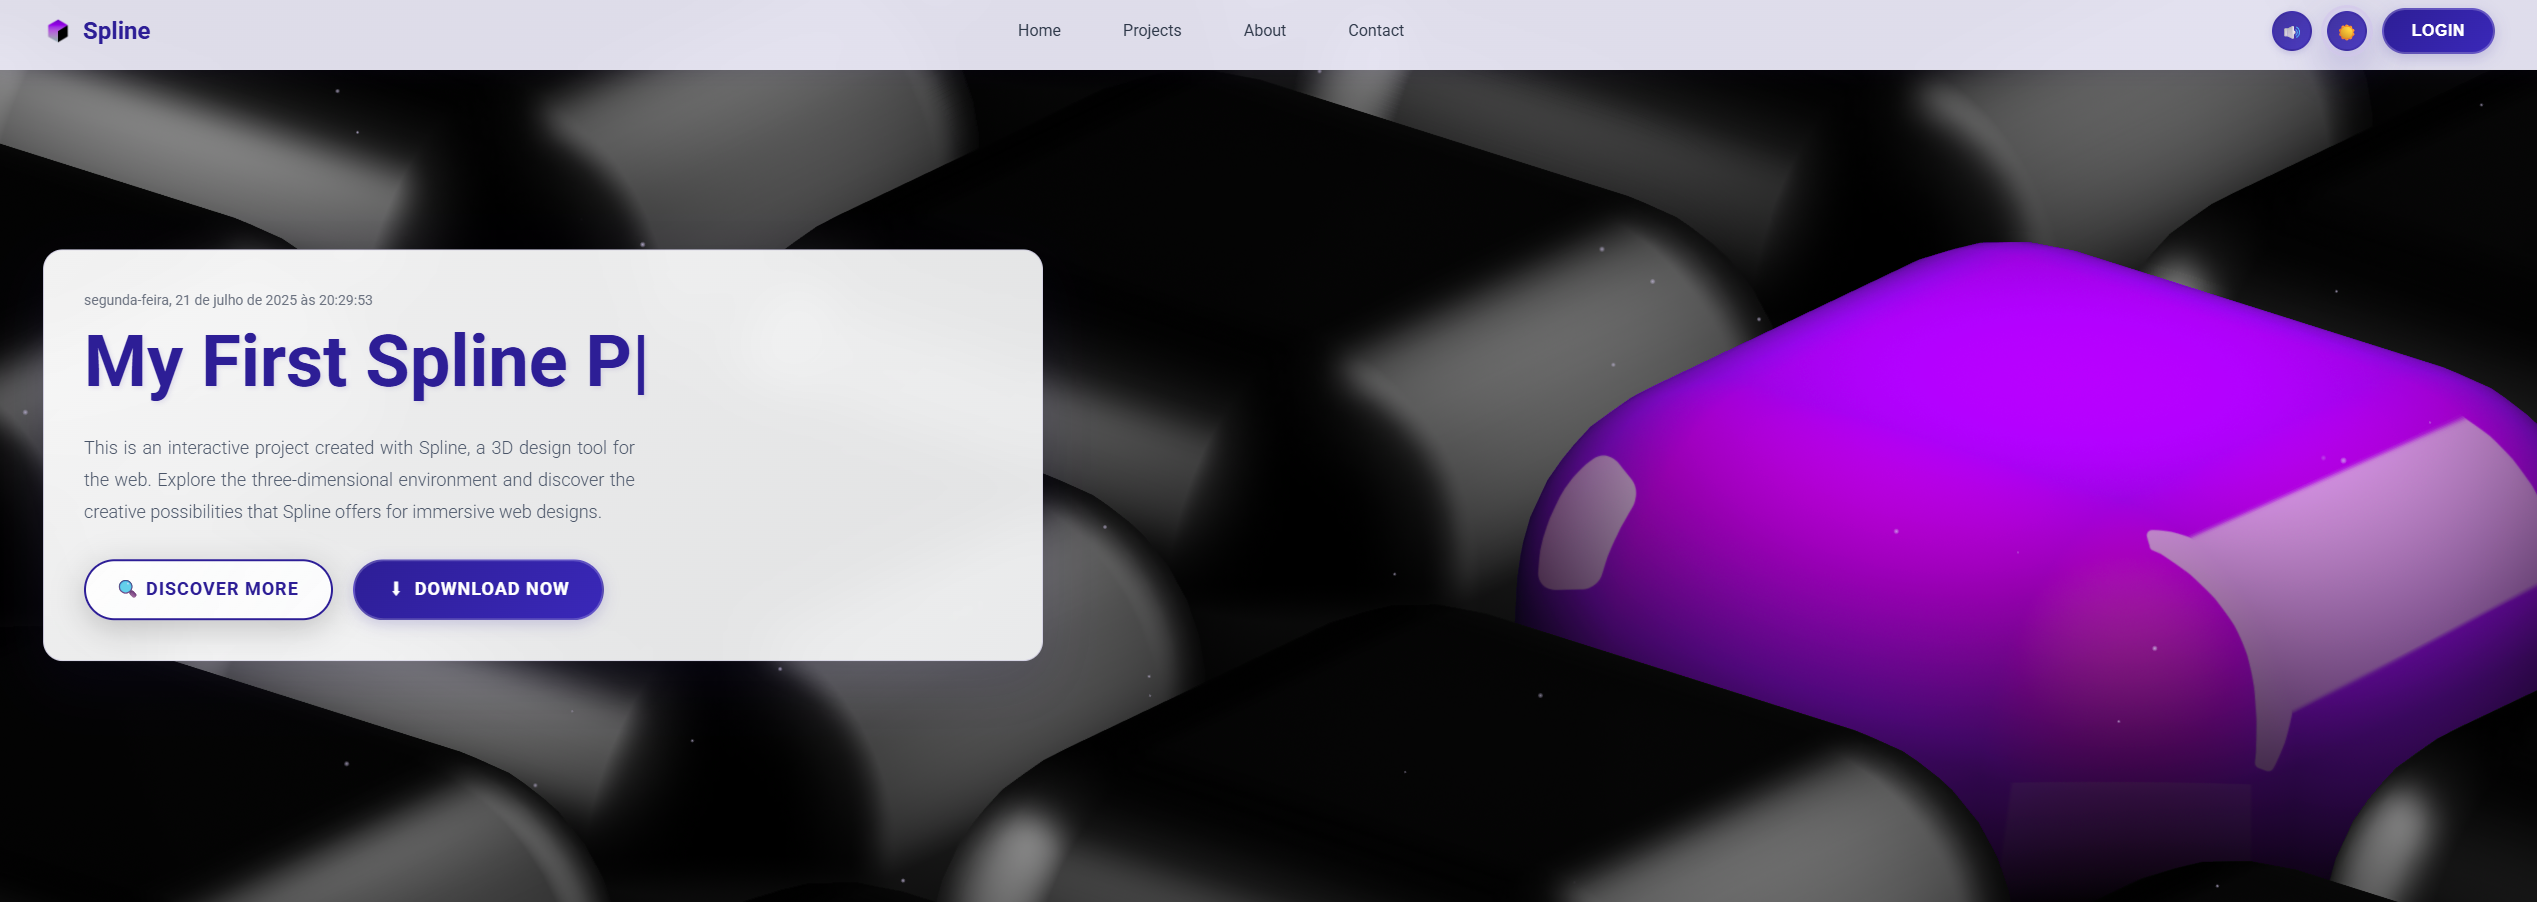 Spline
Home Projects About Contact
LOGIN
segunda-feira, 21 de julho de 2025 às 20:29:53
My First Spline P|
This is an interactive project created with Spline, a 3D design tool for
the web. Explore the three-dimensional environment and discover the
creative possibilities that Spline offers for immersive web designs.
🔍 DISCOVER MORE
⬇ DOWNLOAD NOW